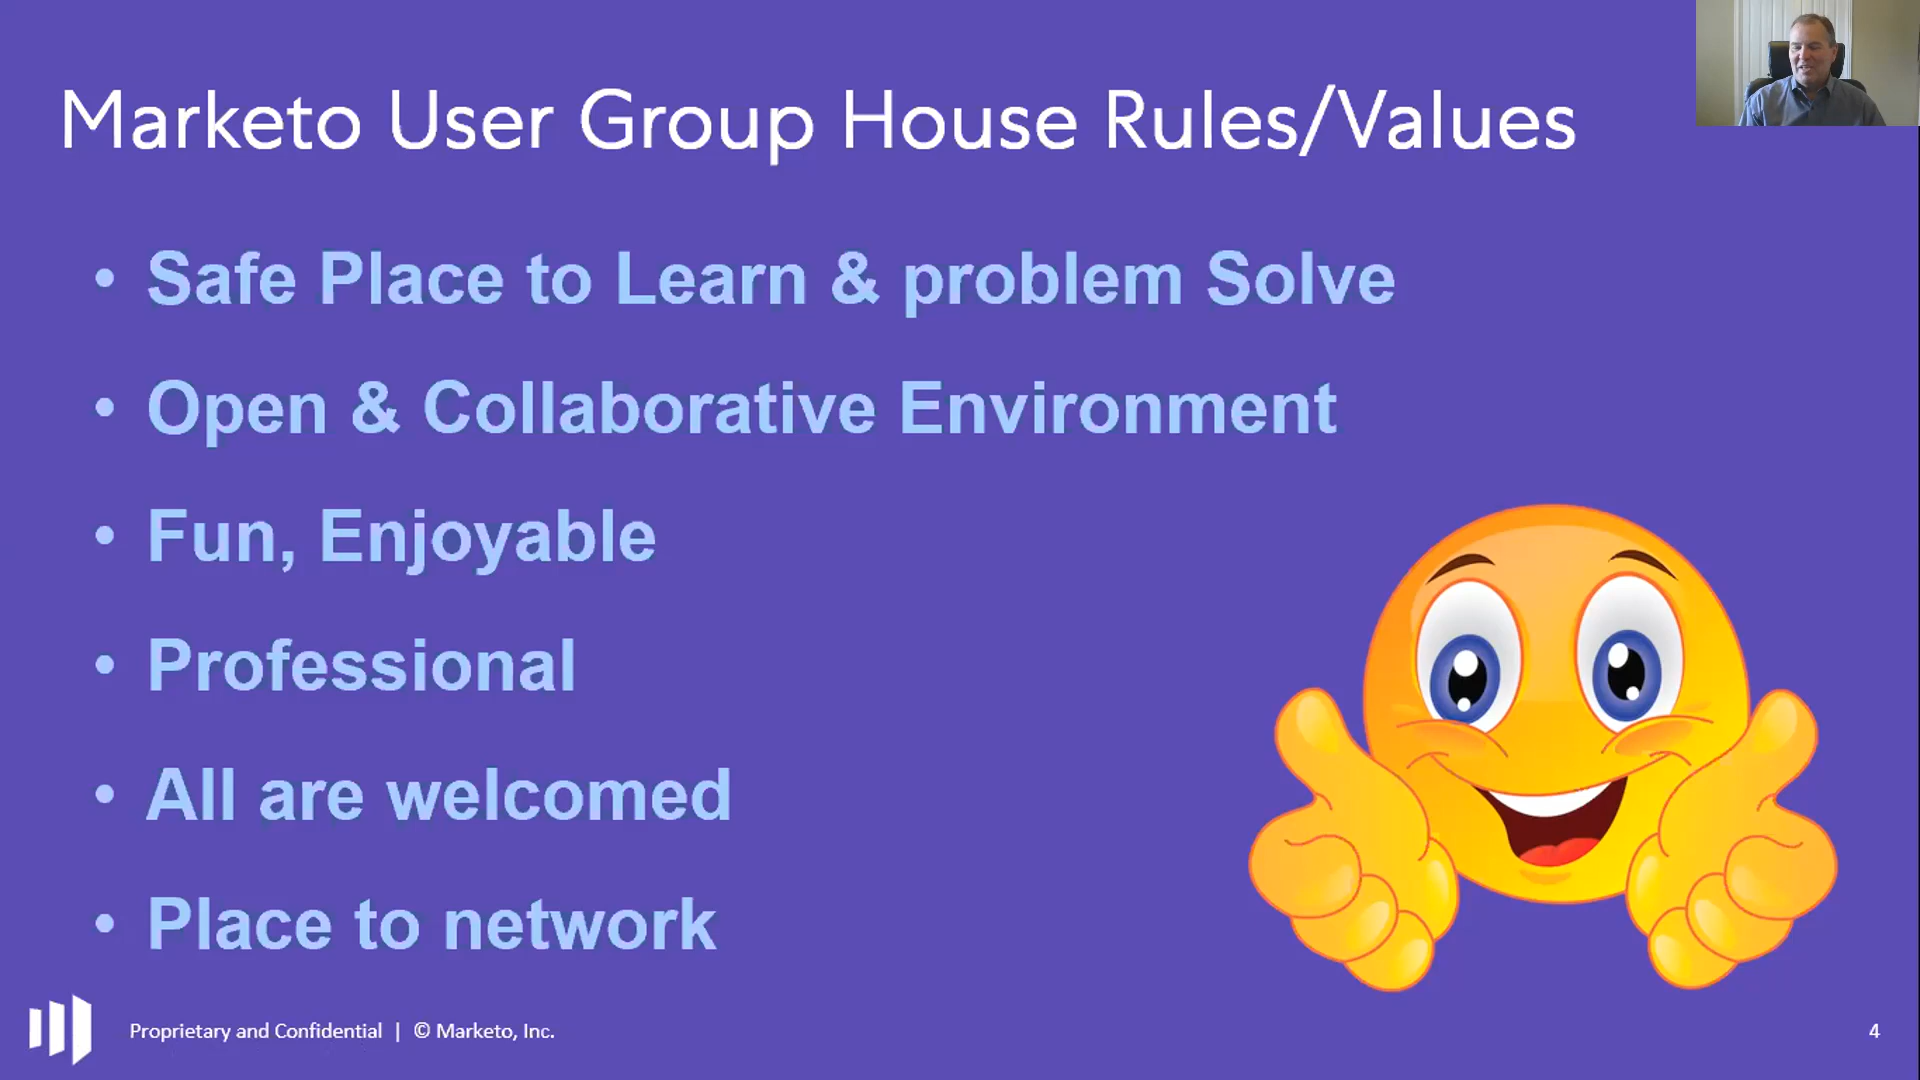 Marketo User Group House Rules/Values
• Safe Place to Learn & problem Solve
• Open & Collaborative Environment
• Fun, Enjoyable
• Professional
• All are welcomed
• Place to network
Proprietary and Confidential | © Marketo, Inc.
4